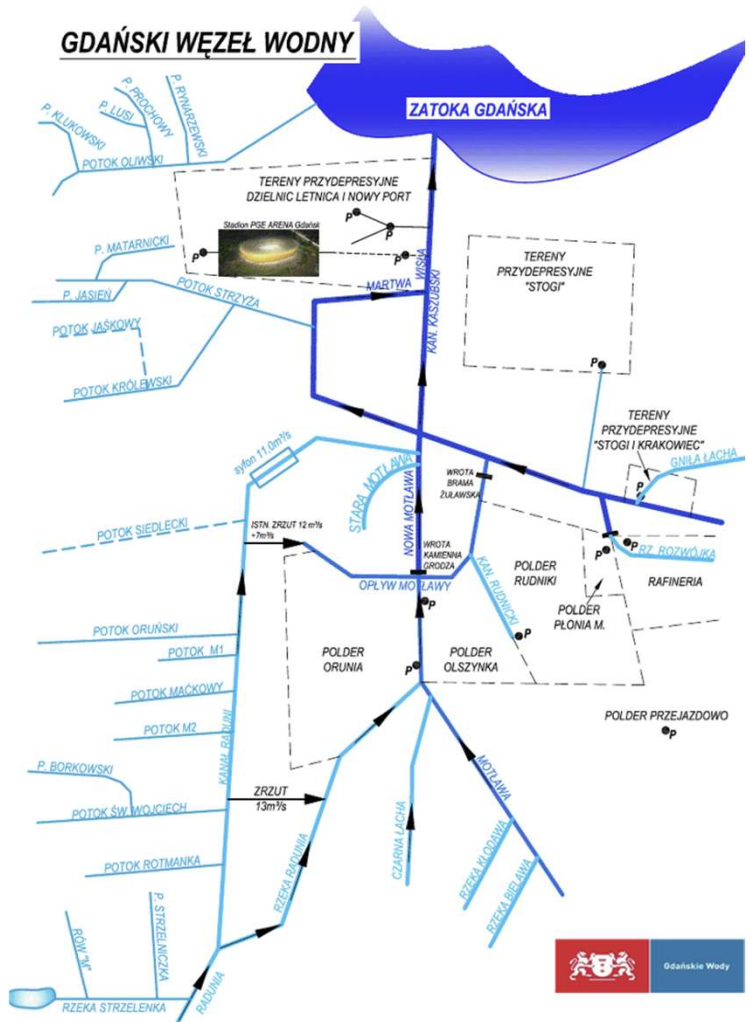 GDAŃSKI WĘZEŁ WODNY
ZATOKA GDAŃSKA
P. KLUKOWSKI
P. LUSI
P. PROCHOWY
P. RYNARZEWSKI
POTOK OLIWSKI
TERENY PRZYDEPRESYJNE
DZIELNIC LETNICA I NOWY PORT
P
P
Stadion PGE ARENA Gdańsk
P
P
TERENY
PRZYDEPRESYJNE
"STOGI"
P
P. MATARNICKI
P. JASIEŃ
POTOK STRZYŻA
MARTWA
WISŁA
KAN. KASZUBSKI
POTOK JAŚKOWY
POTOK KRÓLEWSKI
TERENY
PRZYDEPRESYJNE
"STOGI I KRAKOWIEC"
GNIŁA ŁACHA
P
syfon 11,0m³/s
STARA MOTŁAWA
NOWA MOTŁAWA
WROTA
BRAMA
ŻUŁAWSKA
POTOK SIEDLECKI
ISTN. ZRZUT 12 m³/s
+7m³/s
WROTA
KAMIENNA
GRODZA
OPŁYW MOTŁAWY
P
KAN. RUDNICKI
P
POLDER
RUDNIKI
P
P
RZ. ROZWÓJKA
RAFINERIA
POLDER
PŁONIA M.
POTOK ORUŃSKI
POTOK M1
POTOK MAĆKOWY
POTOK M2
KANAŁ RADUNI
POLDER
ORUNIA
P
POLDER
OLSZYNKA
POLDER PRZEJAZDOWO
P
P. BORKOWSKI
POTOK ŚW. WOJCIECH
ZRZUT
13m³/s
MOTŁAWA
POTOK ROTMANKA
RZEKA RADUNIA
CZARNA ŁACHA
RZEKA KŁODAWA
RZEKA BIELAWA
RÓW "M"
P. STRZELNICZKA
RZEKA STRZELENKA
RADUNIA
Gdańskie Wody